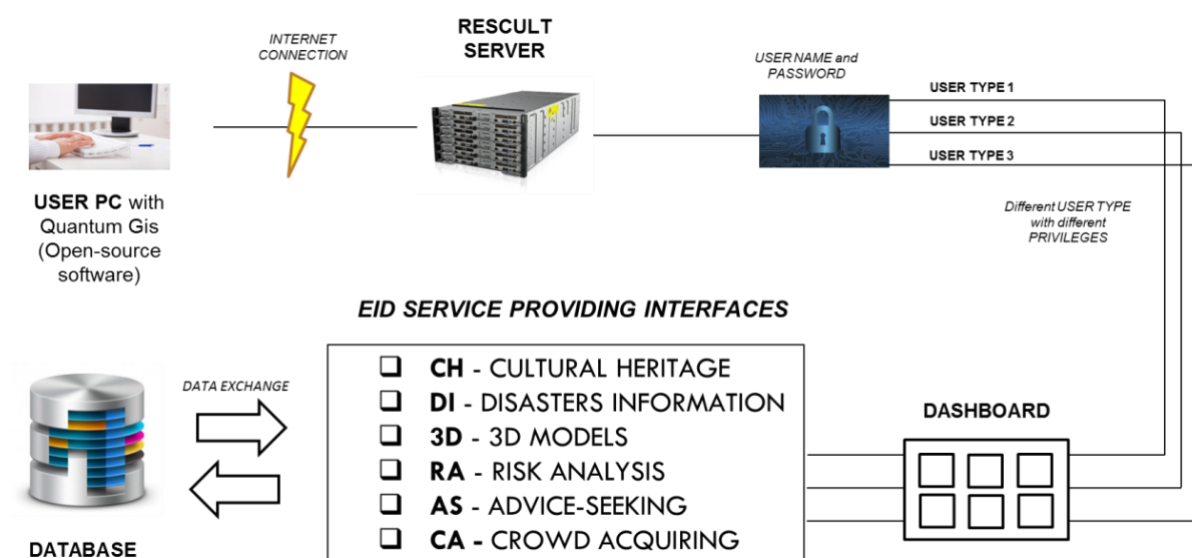 RESCULT
SERVER
INTERNET
CONNECTION
USER NAME and
PASSWORD
USER TYPE 1
USER TYPE 2
USER TYPE 3
USER PC with
Quantum Gis
(Open-source
software)
Different USER TYPE
with different
PRIVILEGES
EID SERVICE PROVIDING INTERFACES
CH - CULTURAL HERITAGE
DI - DISASTERS INFORMATION
3D - 3D MODELS
RA - RISK ANALYSIS
AS - ADVICE-SEEKING
CA - CROWD ACQUIRING
DATA EXCHANGE
DASHBOARD
DATABASE